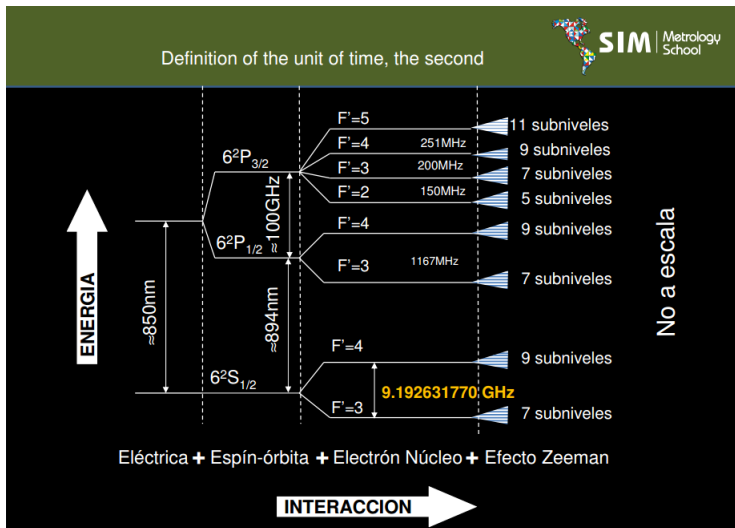 Definition of the unit of time, the second
SIM
Metrology
School
F'=5
11 subniveles
F'=4
251MHz
9 subniveles
6²P3/2
F'=3
200MHz
7 subniveles
F'=2
150MHz
5 subniveles
≈100GHz
F'=4
9 subniveles
6²P1/2
F'=3
1167MHz
7 subniveles
ENERGIA
≈850nm
≈894nm
No a escala
F'=4
9 subniveles
6²S1/2
9.192631770 GHz
F'=3
7 subniveles
Eléctrica + Espín-órbita + Electrón Núcleo + Efecto Zeeman
INTERACCION